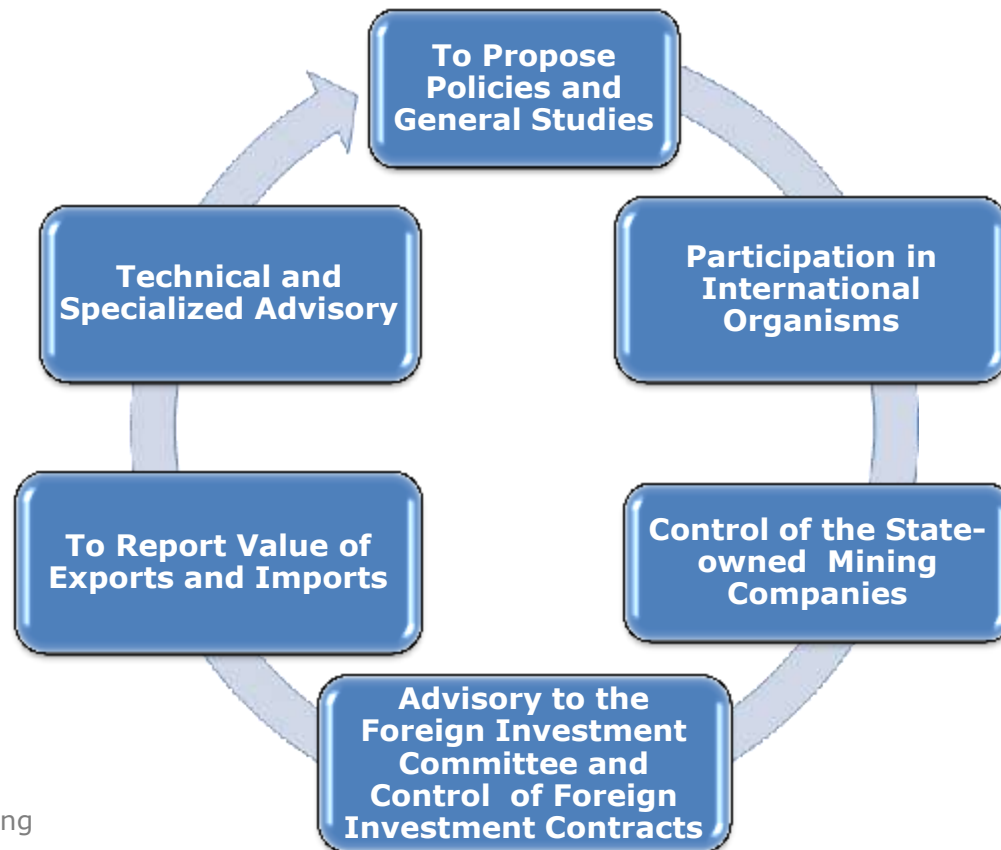 To Propose
Policies and
General Studies
Participation in
International
Organisms
Control of the State-
owned Mining
Companies
Advisory to the
Foreign Investment
Committee and
Control of Foreign
Investment Contracts
To Report Value of
Exports and Imports
Technical and
Specialized Advisory